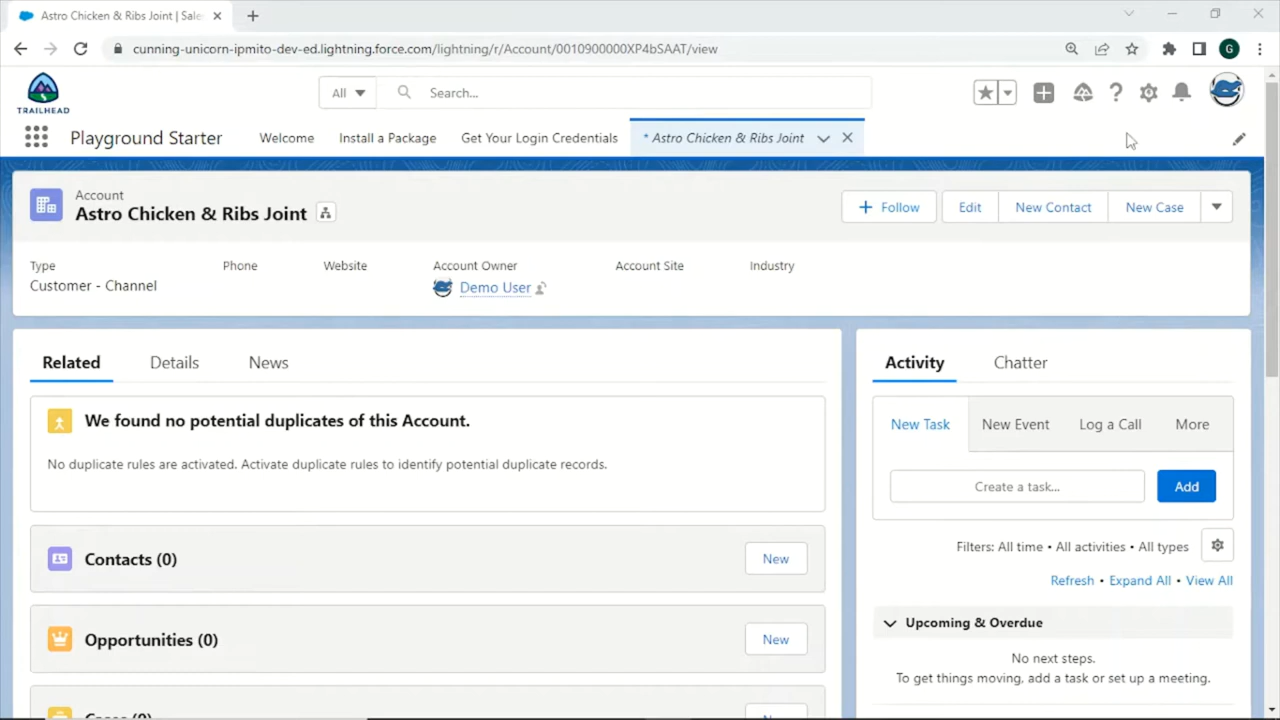 Astro Chicken & Ribs Joint | Sale
cunning-unicorn-ipmito-dev-ed.lightning.force.com/lightning/r/Account/0010900000XP4bSAAT/view
G
TRAILHEAD
All
Search...
Playground Starter
Welcome
Install a Package
Get Your Login Credentials
* Astro Chicken & Ribs Joint
Account
Astro Chicken & Ribs Joint
+ Follow
Edit
New Contact
New Case
Type
Phone
Website
Account Owner
Account Site
Industry
Customer - Channel
Demo User
Related
Details
News
We found no potential duplicates of this Account.
No duplicate rules are activated. Activate duplicate rules to identify potential duplicate records.
Contacts (0)
New
Opportunities (0)
New
Cases (0)
Activity
Chatter
New Task
New Event
Log a Call
More
Create a task...
Add
Filters: All time • All activities • All types
Refresh • Expand All • View All
Upcoming & Overdue
No next steps.
To get things moving, add a task or set up a meeting.